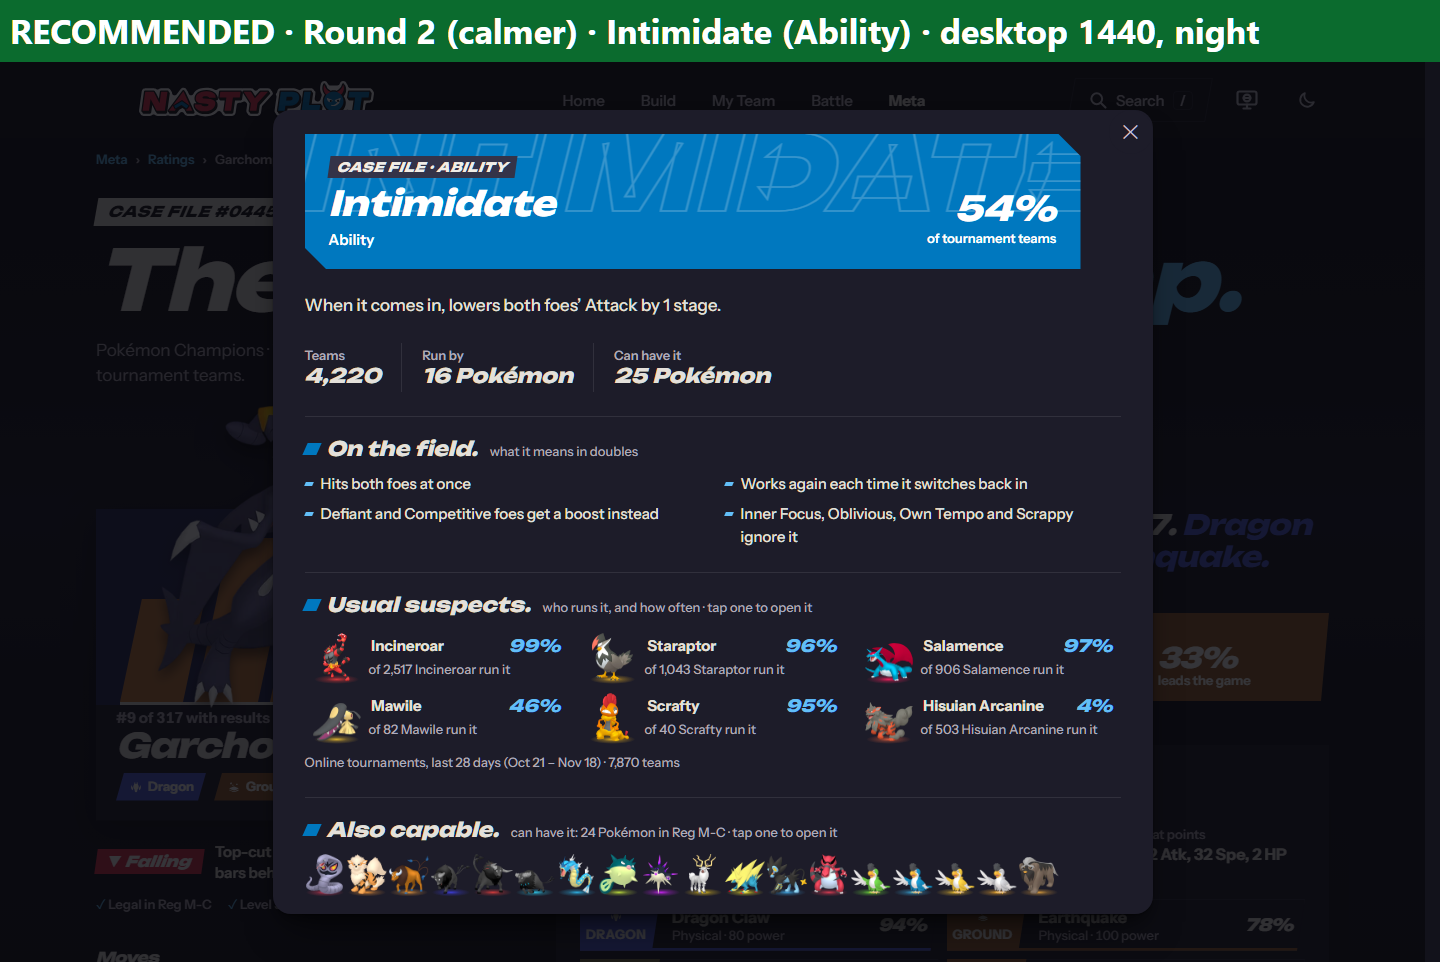 RECOMMENDED · Round 2 (calmer) · Intimidate (Ability) · desktop 1440, night
NASTY PLOT
Home Build My Team Battle Meta Search /
Meta › Ratings › Garchom
CASE FILE #0445
The
p.
Pokémon Champions ·
tournament teams.
INTIMIDATE
CASE FILE · ABILITY
Intimidate
Ability
54%
of tournament teams
When it comes in, lowers both foes’ Attack by 1 stage.
Teams Run by Can have it
4,220 16 Pokémon 25 Pokémon
On the field. what it means in doubles
Hits both foes at once
Works again each time it switches back in
Defiant and Competitive foes get a boost instead
Inner Focus, Oblivious, Own Tempo and Scrappy
ignore it
7. Dragon
quake.
Usual suspects. who runs it, and how often · tap one to open it
Incineroar 99%
of 2,517 Incineroar run it
Staraptor 96%
of 1,043 Staraptor run it
Salamence 97%
of 906 Salamence run it
Mawile 46%
of 82 Mawile run it
Scrafty 95%
of 40 Scrafty run it
Hisuian Arcanine 4%
of 503 Hisuian Arcanine run it
Online tournaments, last 28 days (Oct 21 – Nov 18) · 7,870 teams
33%
leads the game
#9 of 317 with results
Garcho
Dragon Grou
Also capable. can have it: 24 Pokémon in Reg M-C · tap one to open it
▼ Falling
Top-cut
bars beh
✓ Legal in Reg M-C ✓ Level
at points
2 Atk, 32 Spe, 2 HP
Moves
DRAGON
Dragon Claw
Physical · 80 power
94%
GROUND
Earthquake
Physical · 100 power
78%